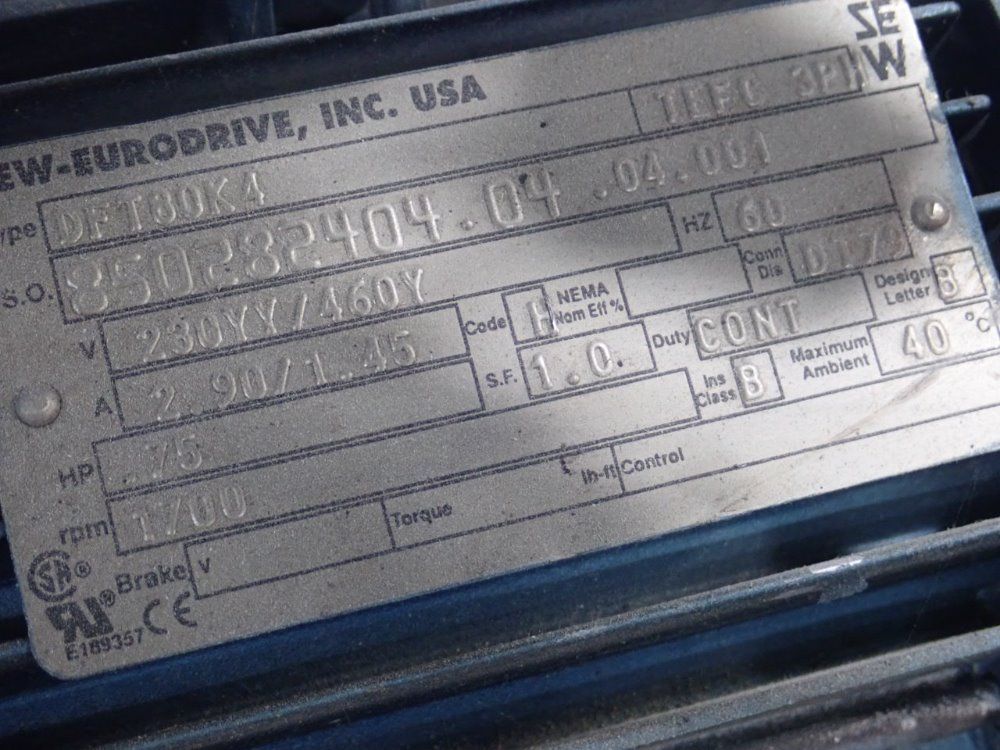 EW-EURODRIVE, INC. USA
SEW
ype DFT80K4 TEFC 3PH
S.O. 850282404.04.04.001
V 230YY/460Y HZ 60
A 2.90/1.45 Code H NEMA Nom Eff % Conn Dia DT79 Design Letter B
HP .75 S.F. 1.0 Duty CONT Maximum Ambient 40 °C
rpm 1700 Ins Class B
Torque lb-ft Control
Brake V
SA ®
E189357 CE